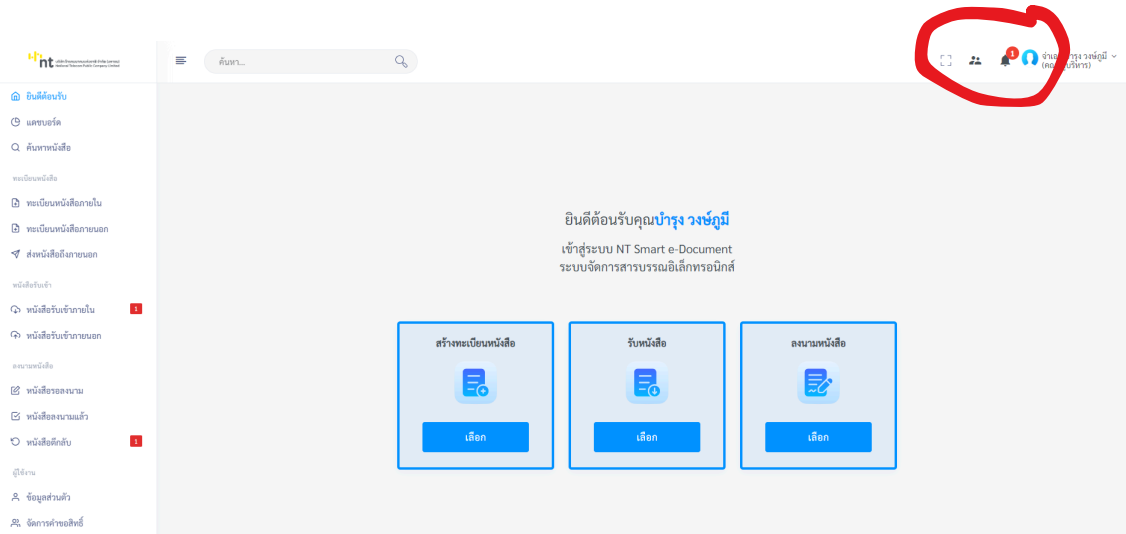 nt
ค้นหา...
1
วงษ์ภูมี
ยินดีต้อนรับ
แดชบอร์ด
ค้นหาหนังสือ
ทะเบียนหนังสือ
ทะเบียนหนังสือภายใน
ทะเบียนหนังสือภายนอก
ส่งหนังสือถึงภายนอก
หนังสือรับเข้า
หนังสือรับเข้าภายใน 1
หนังสือรับเข้าภายนอก
ลงนามหนังสือ
หนังสือรอลงนาม
หนังสือลงนามแล้ว
หนังสือตีกลับ 1
ผู้ใช้งาน
ข้อมูลส่วนตัว
จัดการคำขอสิทธิ์
ยินดีต้อนรับคุณบำรุง วงษ์ภูมี
เข้าสู่ระบบ NT Smart e-Document
ระบบจัดการสารบรรณอิเล็กทรอนิกส์
สร้างทะเบียนหนังสือ
เลือก
รับหนังสือ
เลือก
ลงนามหนังสือ
เลือก